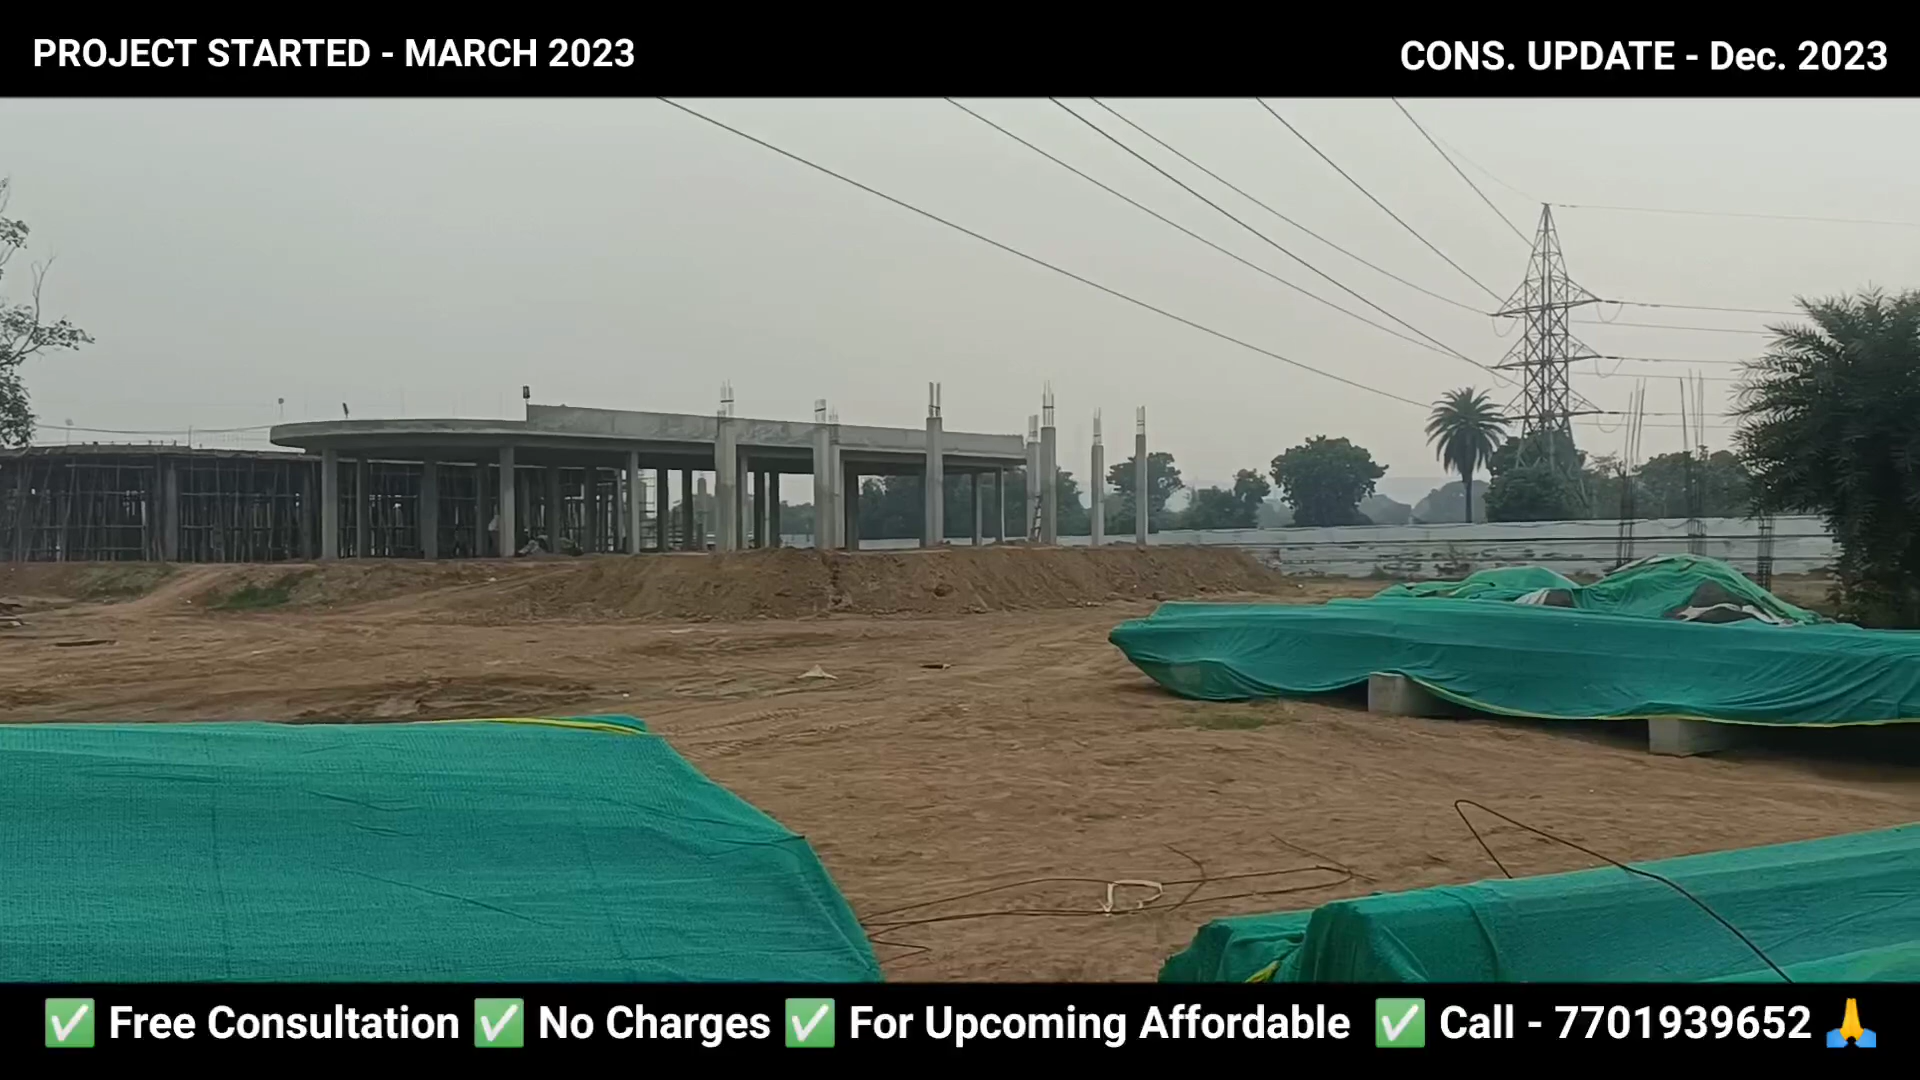 PROJECT STARTED - MARCH 2023
CONS. UPDATE - Dec. 2023
✅ Free Consultation ✅ No Charges ✅ For Upcoming Affordable ✅ Call - 7701939652 🙏